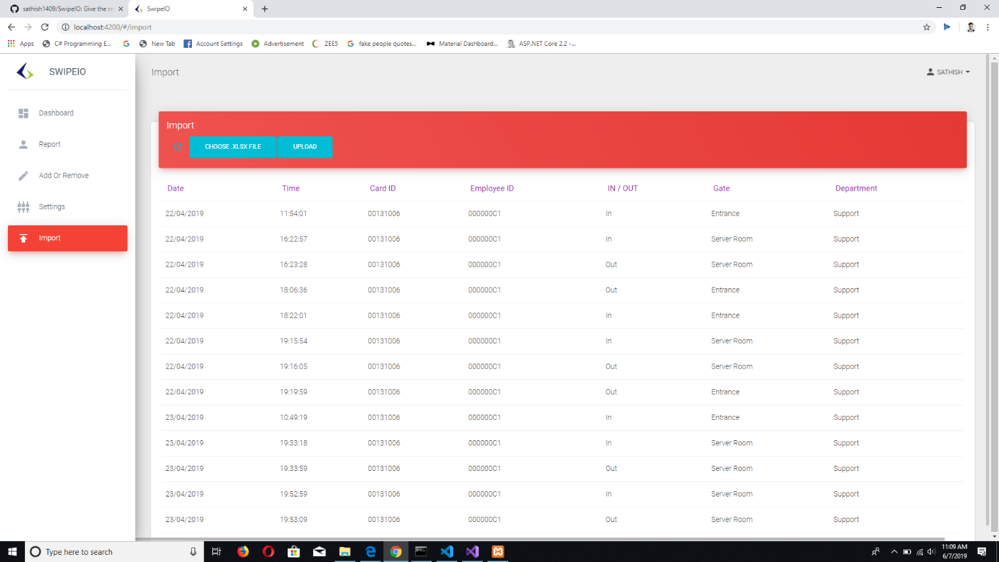 sathish1409/SwipeIO: Give the re
SwipeIO
localhost:4200/#/import
Apps C# Programming E... New Tab Account Settings Advertisement ZEE5 fake people quotes... Material Dashboard... ASP.NET Core 2.2 -...
SWIPEIO
Import
SATHISH
Dashboard
Report
Add Or Remove
Settings
Import
Import
CHOOSE .XLSX FILE UPLOAD
Date Time Card ID Employee ID IN / OUT Gate Department
22/04/2019 11:54:01 00131006 000000C1 In Entrance Support
22/04/2019 16:22:57 00131006 000000C1 In Server Room Support
22/04/2019 16:23:28 00131006 000000C1 Out Server Room Support
22/04/2019 18:06:36 00131006 000000C1 Out Entrance Support
22/04/2019 18:22:01 00131006 000000C1 In Entrance Support
22/04/2019 19:15:54 00131006 000000C1 In Server Room Support
22/04/2019 19:16:05 00131006 000000C1 Out Server Room Support
22/04/2019 19:19:59 00131006 000000C1 Out Entrance Support
23/04/2019 10:49:19 00131006 000000C1 In Entrance Support
23/04/2019 19:33:18 00131006 000000C1 In Server Room Support
23/04/2019 19:33:59 00131006 000000C1 Out Server Room Support
23/04/2019 19:52:59 00131006 000000C1 In Server Room Support
23/04/2019 19:53:09 00131006 000000C1 Out Server Room Support
Type here to search
11:09 AM
6/7/2019